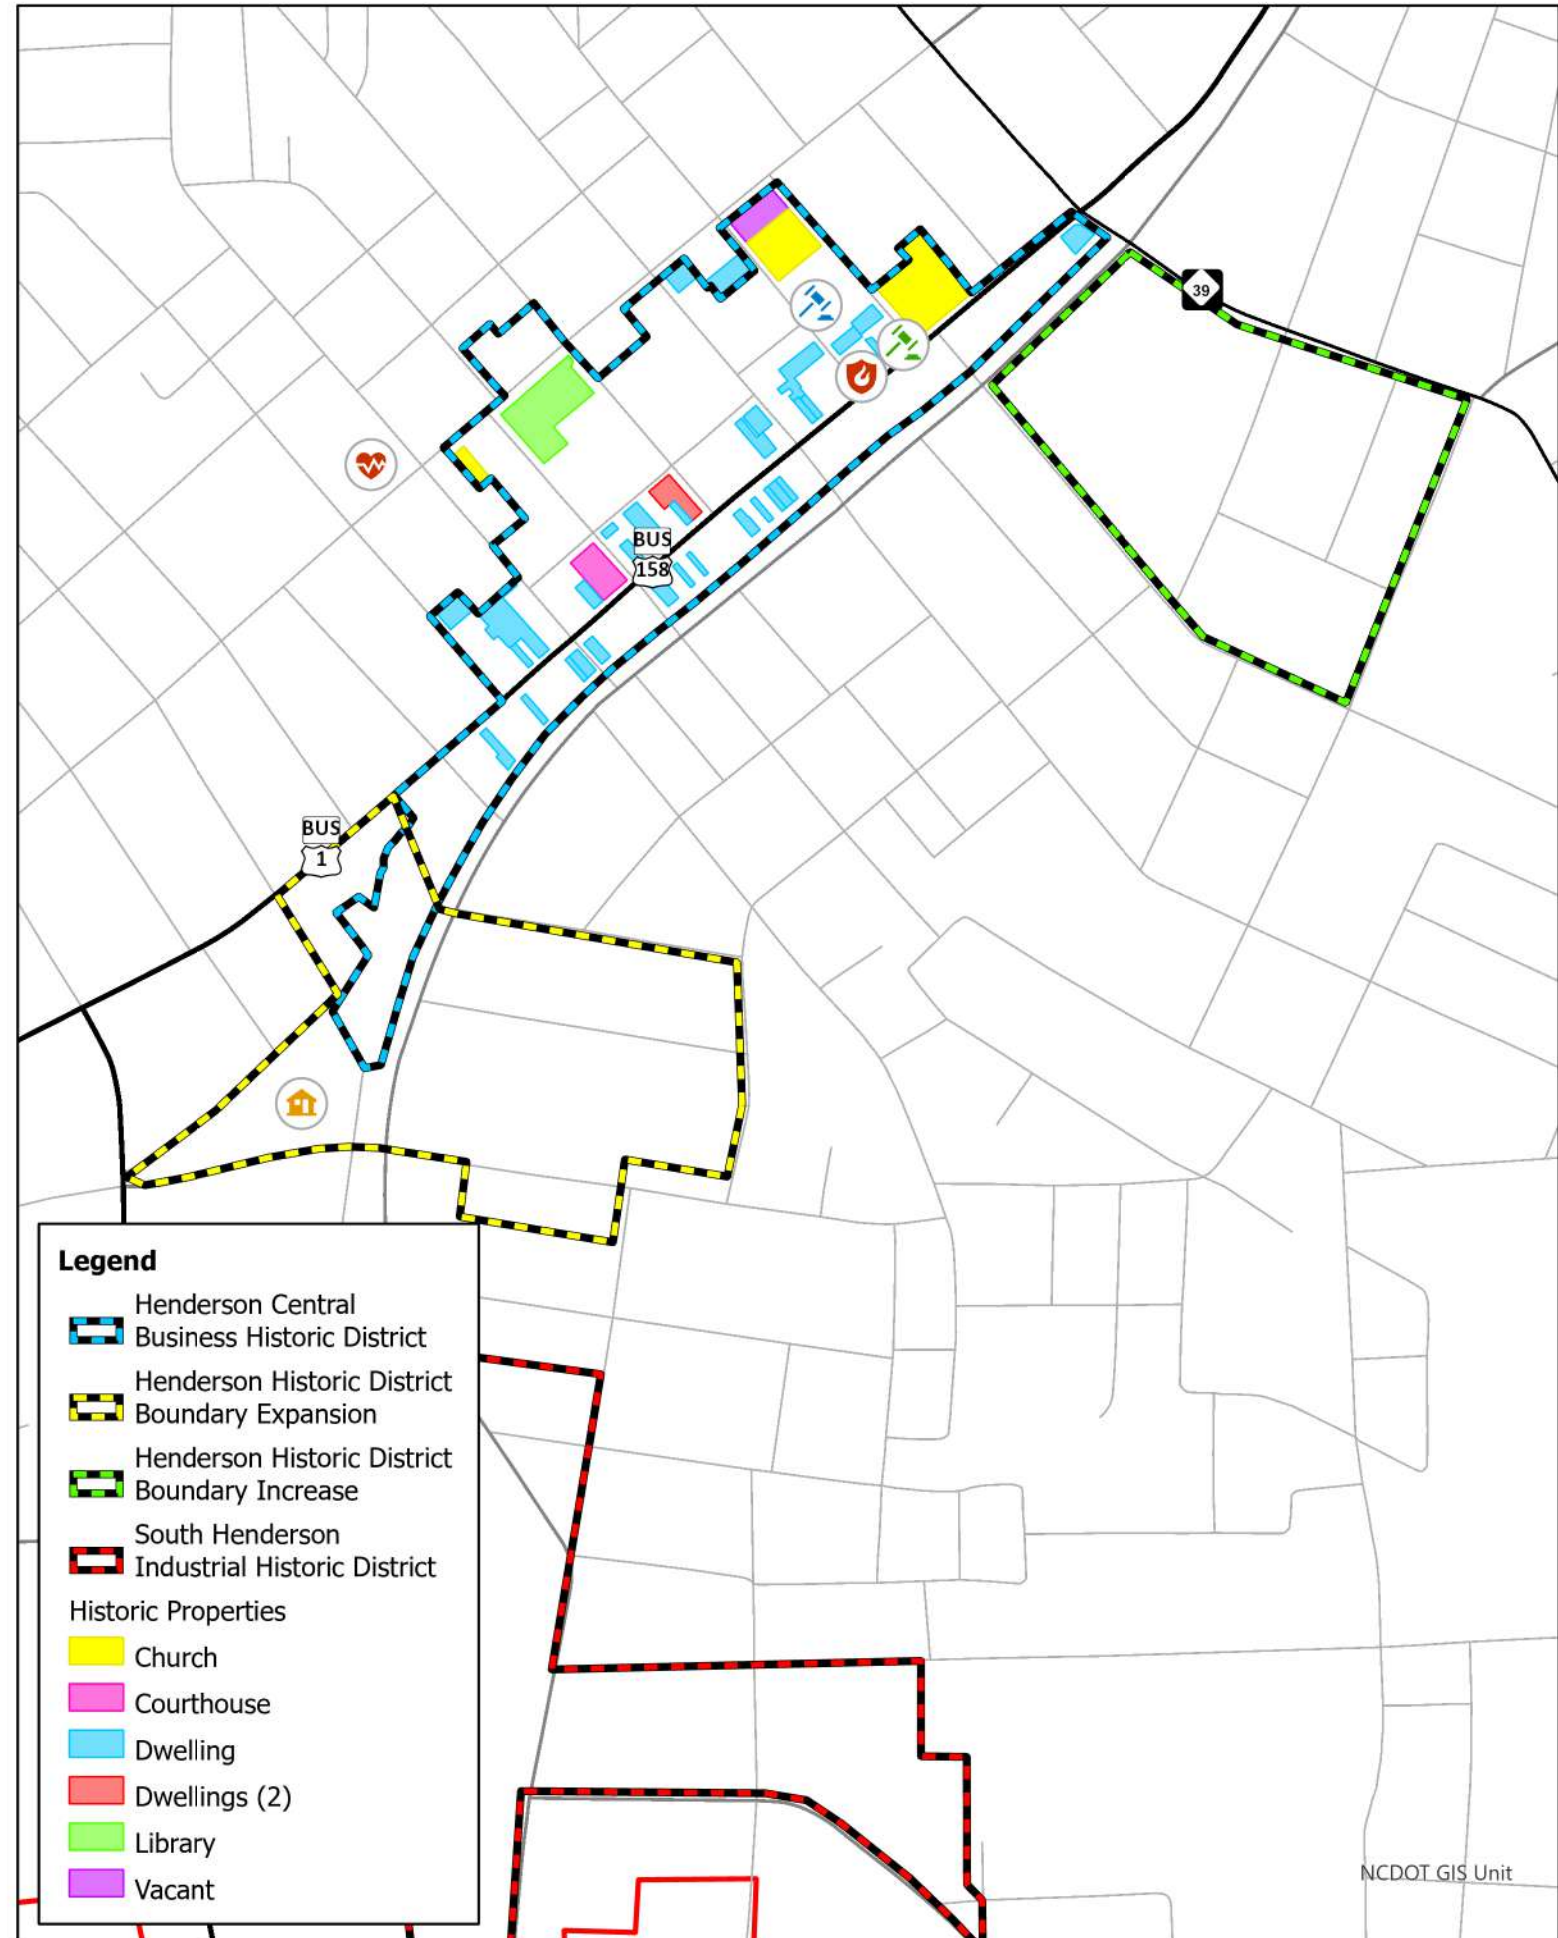 39
BUS
158
BUS
1
Legend
Henderson Central
Business Historic District
Henderson Historic District
Boundary Expansion
Henderson Historic District
Boundary Increase
South Henderson
Industrial Historic District
Historic Properties
Church
Courthouse
Dwelling
Dwellings (2)
Library
Vacant
NCDOT GIS Unit